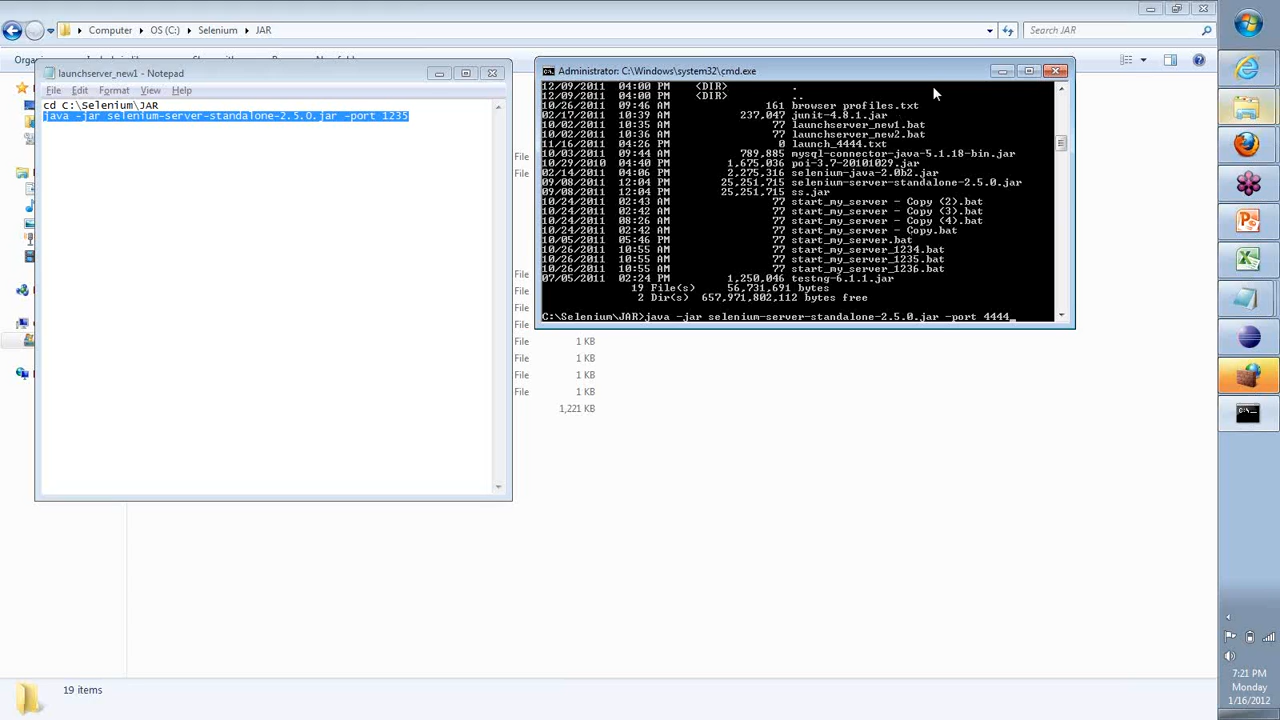 Computer ▸ OS (C:) ▸ Selenium ▸ JAR
Search JAR
launchserver_new1 - Notepad
File Edit Format View Help
cd C:\Selenium\JAR
java -jar selenium-server-standalone-2.5.0.jar -port 1235
Administrator: C:\Windows\system32\cmd.exe
12/09/2011 04:00 PM <DIR> .
12/09/2011 04:00 PM <DIR> ..
10/26/2011 09:46 AM 161 browser profiles.txt
02/17/2011 10:39 AM 237,047 junit-4.8.1.jar
10/02/2011 10:35 AM 77 launchserver_new1.bat
10/02/2011 10:36 AM 77 launchserver_new2.bat
11/16/2011 04:26 PM 0 launch_4444.txt
10/03/2011 09:44 PM 789,885 mysql-connector-java-5.1.18-bin.jar
10/29/2010 04:40 PM 1,675,036 poi-3.7-20101029.jar
02/14/2011 04:06 PM 2,275,316 selenium-java-2.0b2.jar
09/08/2011 12:04 PM 25,251,715 selenium-server-standalone-2.5.0.jar
09/08/2011 12:04 PM 25,251,715 ss.jar
10/24/2011 02:43 AM 77 start_my_server - Copy (2).bat
10/24/2011 02:42 AM 77 start_my_server - Copy (3).bat
10/24/2011 08:26 AM 77 start_my_server - Copy (4).bat
10/24/2011 02:42 AM 77 start_my_server - Copy.bat
10/05/2011 05:46 PM 77 start_my_server.bat
10/26/2011 10:55 AM 77 start_my_server_1234.bat
10/26/2011 10:55 AM 77 start_my_server_1235.bat
10/26/2011 10:55 AM 77 start_my_server_1236.bat
07/05/2011 02:24 PM 1,250,046 testng-6.1.1.jar
19 File(s) 56,731,691 bytes
2 Dir(s) 657,971,802,112 bytes free
C:\Selenium\JAR>java -jar selenium-server-standalone-2.5.0.jar -port 4444
File
File
File
File
File
File
File 1 KB
File 1 KB
File 1 KB
File 1 KB
1,221 KB
19 items
7:21 PM
Monday
1/16/2012